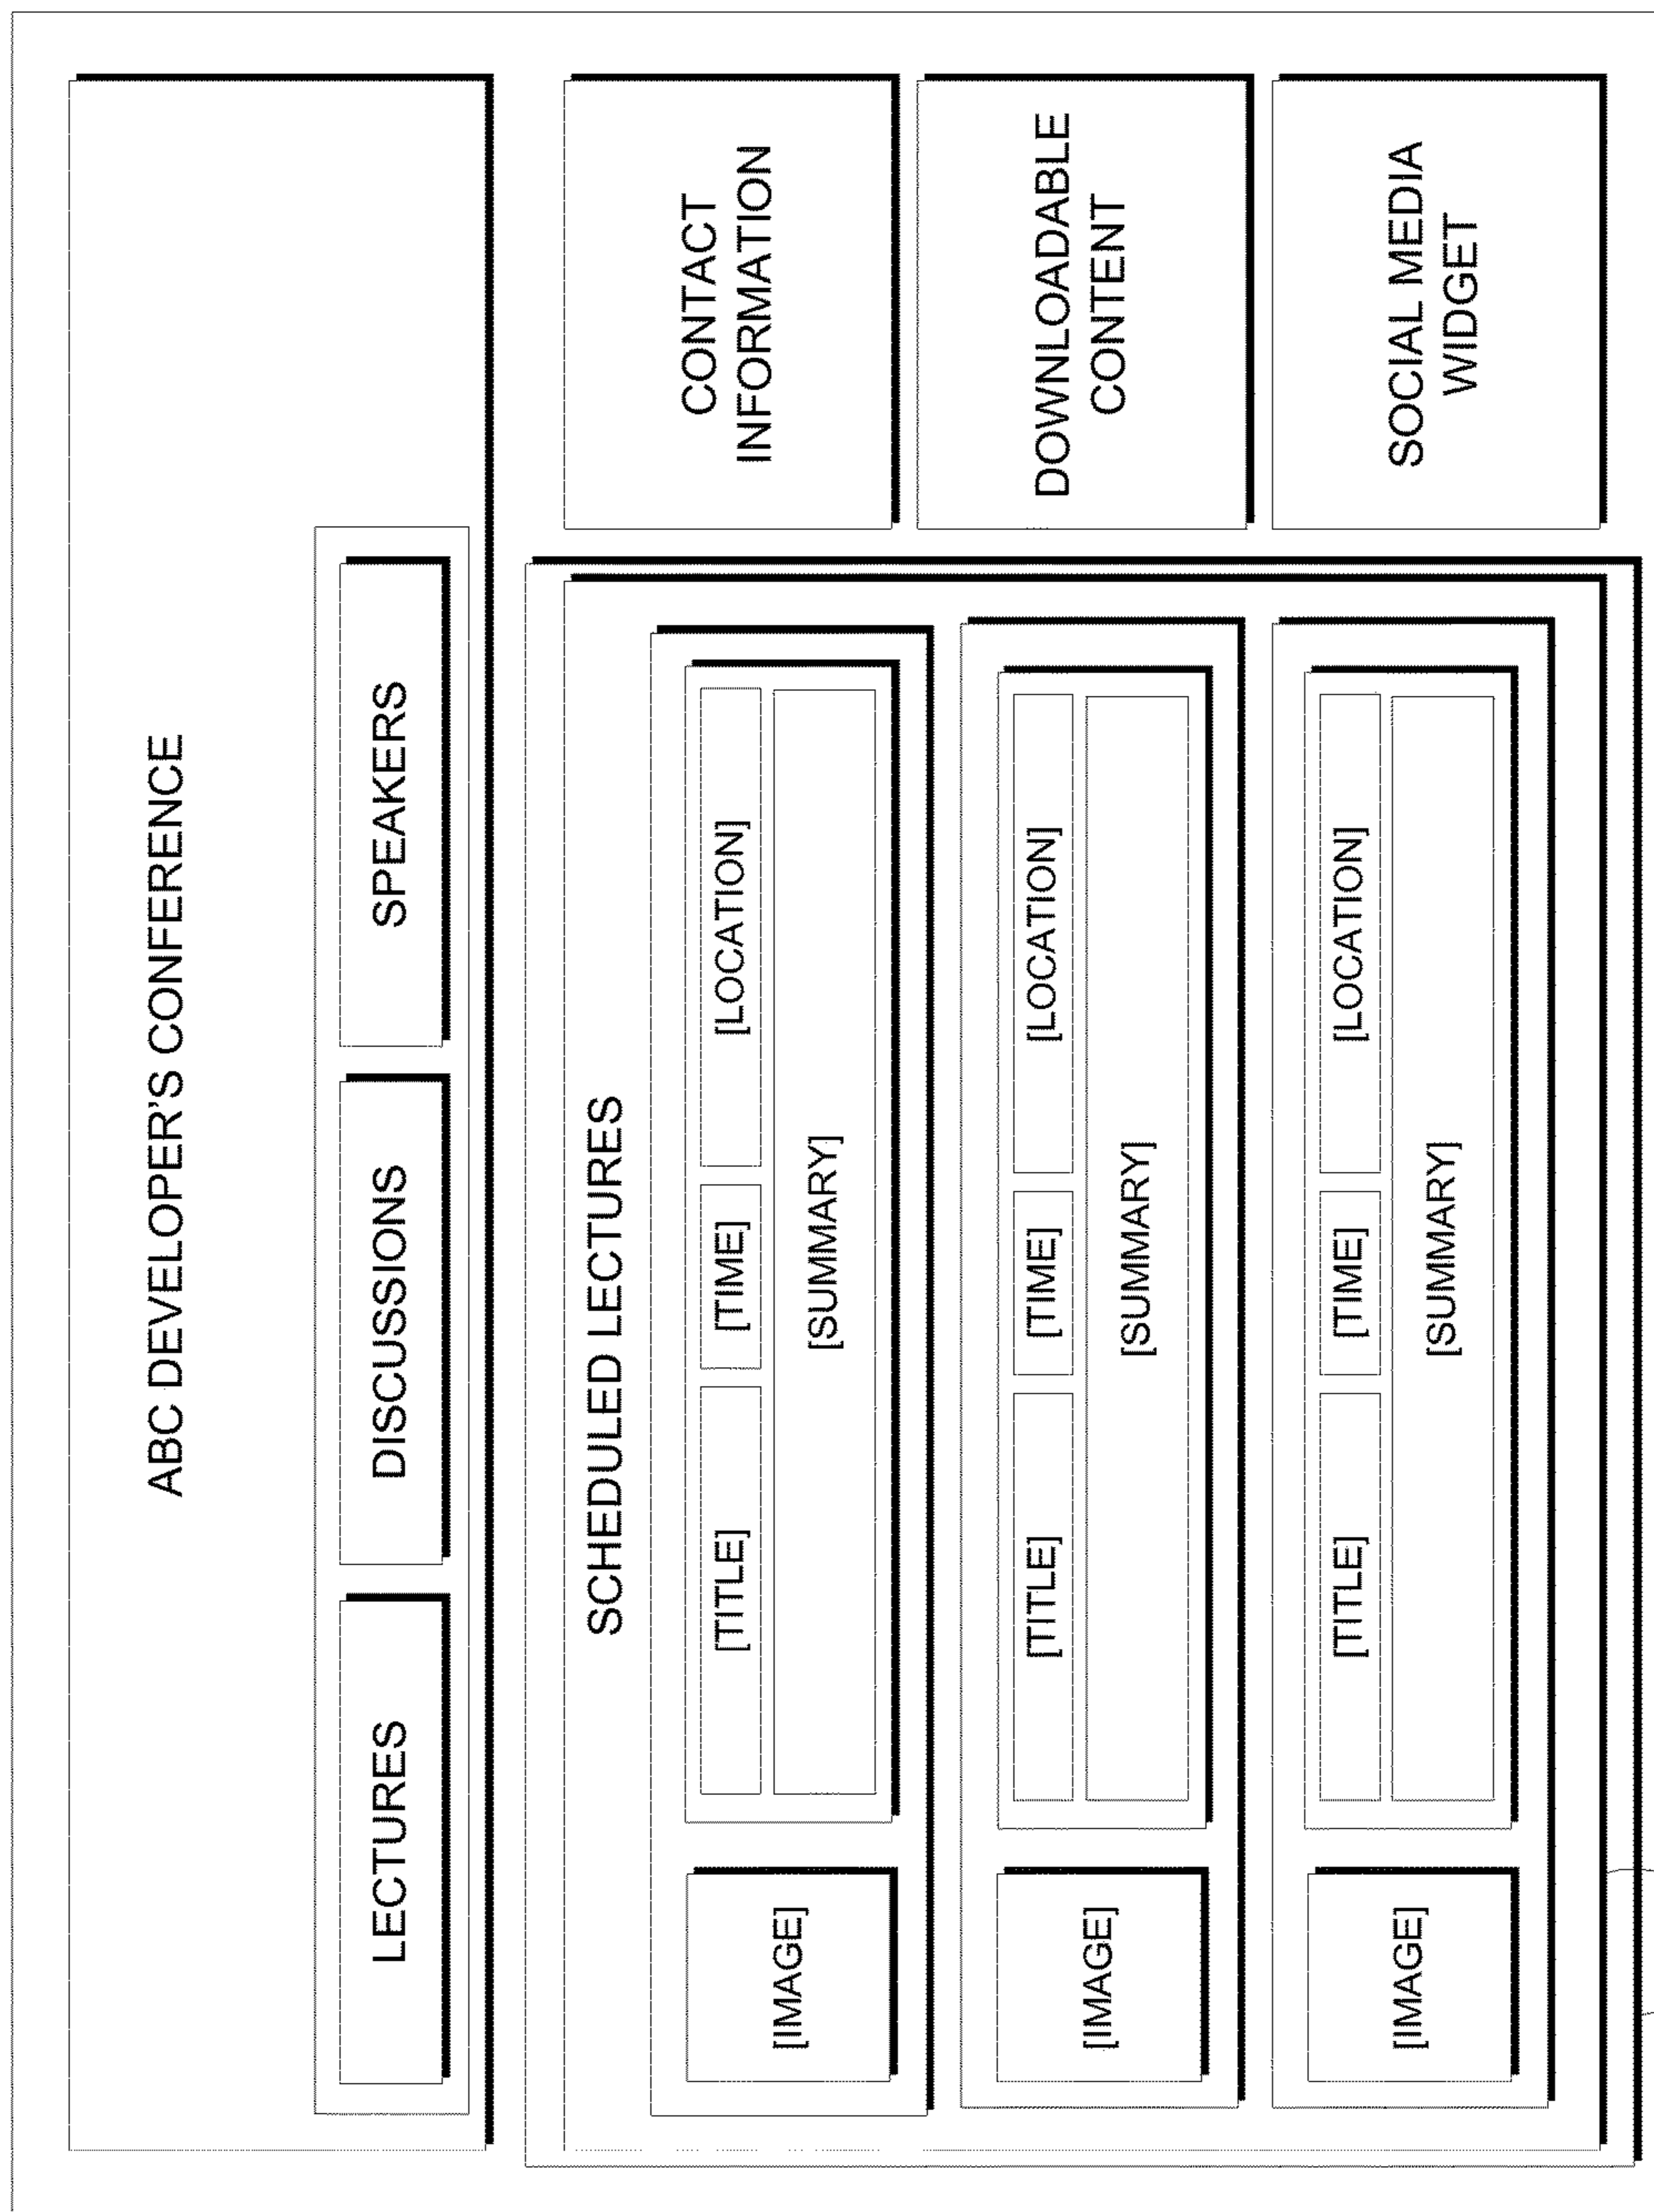 ABC DEVELOPER'S CONFERENCE
LECTURES
DISCUSSIONS
SPEAKERS
SCHEDULED LECTURES
[IMAGE]
[TITLE]
[TIME]
[LOCATION]
[SUMMARY]
[IMAGE]
[TITLE]
[TIME]
[LOCATION]
[SUMMARY]
[IMAGE]
[TITLE]
[TIME]
[LOCATION]
[SUMMARY]
CONTACT
INFORMATION
DOWNLOADABLE
CONTENT
SOCIAL MEDIA
WIDGET